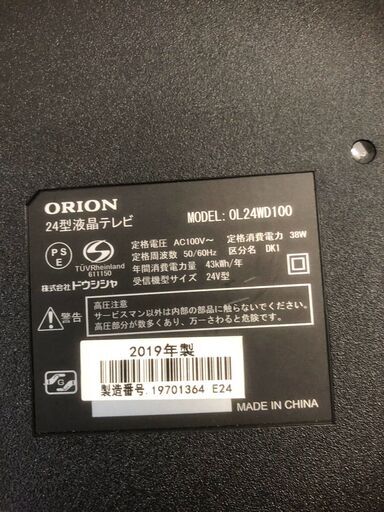 ORION
24型液晶テレビ
MODEL: OL24WD100
P S E
TÜVRheinland
611150
株式会社ドウシシャ
定格電圧 AC100V～ 定格消費電力 38W
定格周波数 50/60Hz 区分名 DK1
年間消費電力量 43kWh/年
受信機型サイズ 24V型
警告
高圧注意
サービスマン以外は内部の部品に触らないでください。
高圧部分が数多くあり、万一さわると危険です。
G
2019年製
製造番号.19701364 E24
MADE IN CHINA